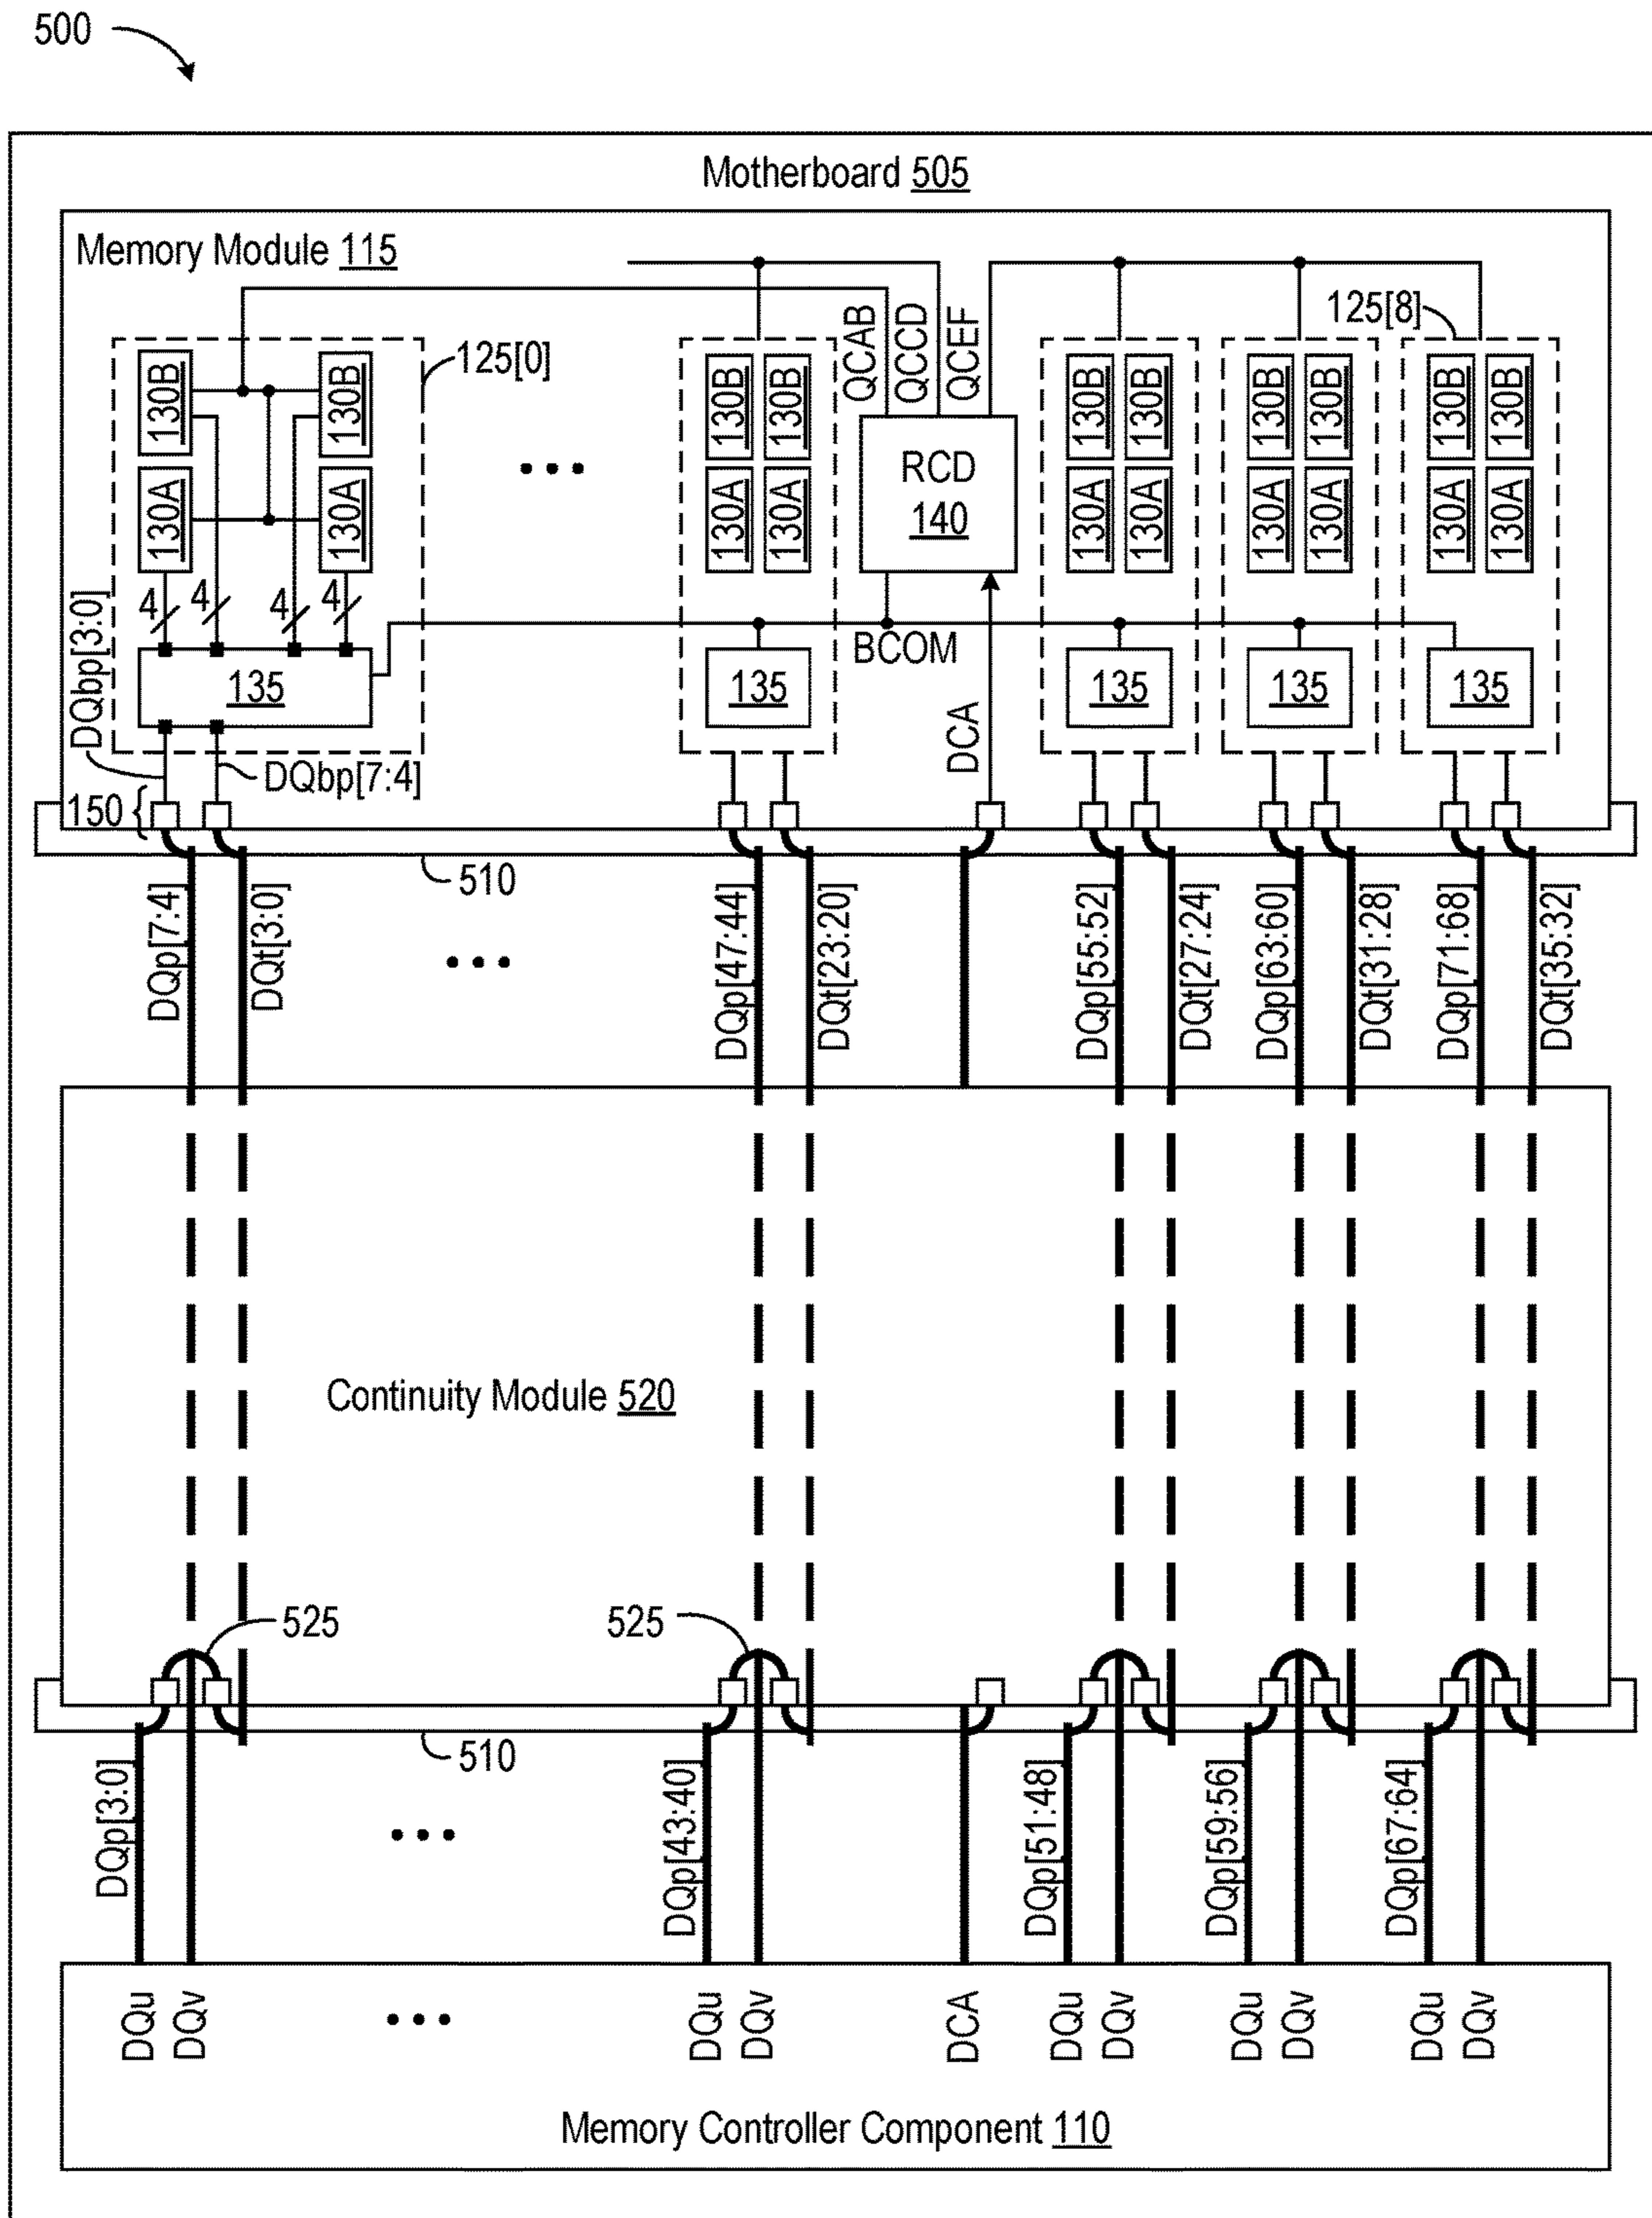 500
Motherboard 505
Memory Module 115
125[0]
125[8]
QCAB
QCCD
QCEF
130B
130B
130B
130B
130B
130B
130B
130B
130B
130B
130A
130A
130A
130A
130A
130A
130A
130A
130A
130A
RCD
140
4
4
4
4
BCOM
DCA
135
135
135
135
135
DQbp[3:0]
DQbp[7:4]
150
510
DQp[7:4]
DQt[3:0]
DQp[47:44]
DQt[23:20]
DQp[55:52]
DQt[27:24]
DQp[63:60]
DQt[31:28]
DQp[71:68]
DQt[35:32]
Continuity Module 520
525
525
510
DQp[3:0]
DQp[43:40]
DQp[51:48]
DQp[59:56]
DQp[67:64]
DQu
DQv
DQu
DQv
DCA
DQu
DQv
DQu
DQv
DQu
DQv
Memory Controller Component 110